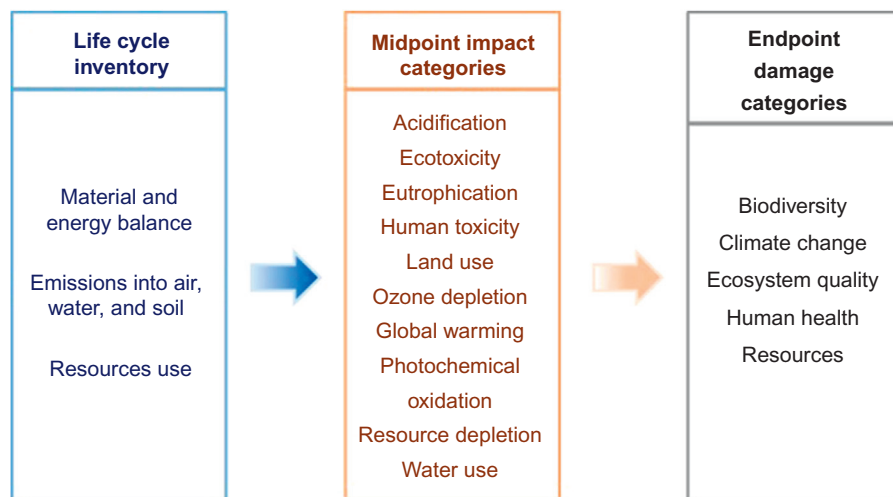 Life cycle
inventory
Material and
energy balance
Emissions into air,
water, and soil
Resources use
Midpoint impact
categories
Acidification
Ecotoxicity
Eutrophication
Human toxicity
Land use
Ozone depletion
Global warming
Photochemical
oxidation
Resource depletion
Water use
Endpoint
damage
categories
Biodiversity
Climate change
Ecosystem quality
Human health
Resources